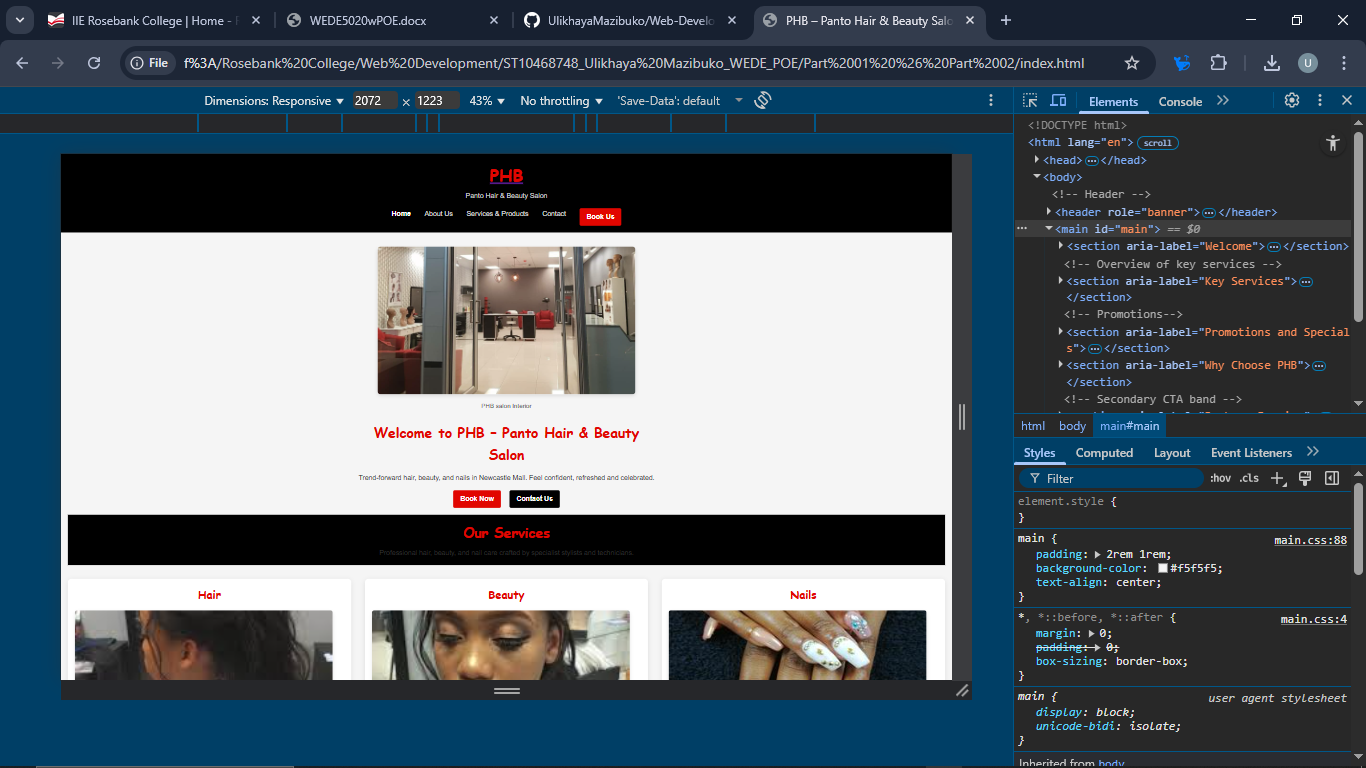 IIE Rosebank College | Home - 
WEDE5020wPOE.docx
UlikhayaMazibuko/Web-Develo
PHB – Panto Hair & Beauty Salo
File
f%3A/Rosebank%20College/Web%20Development/ST10468748_Ulikhaya%20Mazibuko_WEDE_POE/Part%2001%20%26%20Part%2002/index.html
U
Dimensions: Responsive
2072 × 1223
43%
No throttling
'Save-Data': default
Elements
Console
PHB
Panto Hair & Beauty Salon
Home
About Us
Services & Products
Contact
Book Us
PHB salon interior
Welcome to PHB – Panto Hair & Beauty
Salon
Trend-forward hair, beauty, and nails in Newcastle Mall. Feel confident, refreshed and celebrated.
Book Now
Contact Us
Our Services
Professional hair, beauty, and nail care crafted by specialist stylists and technicians.
Hair
Beauty
Nails
<!DOCTYPE html>
<html lang="en"> scroll
<head> … </head>
<body>
<!-- Header -->
<header role="banner"> … </header>
… <main id="main"> == $0
<section aria-label="Welcome"> … </section>
<!-- Overview of key services -->
<section aria-label="Key Services"> …
</section>
<!-- Promotions-->
<section aria-label="Promotions and Special
s"> … </section>
<section aria-label="Why Choose PHB"> …
</section>
<!-- Secondary CTA band -->
html
body
main#main
Styles
Computed
Layout
Event Listeners
Filter
:hov
.cls
element.style {
}
main {
main.css:88
padding: 2rem 1rem;
background-color: #f5f5f5;
text-align: center;
}
*, *::before, *::after {
main.css:4
margin: 0;
padding: 0;
box-sizing: border-box;
}
main {
user agent stylesheet
display: block;
unicode-bidi: isolate;
}
Inherited from body